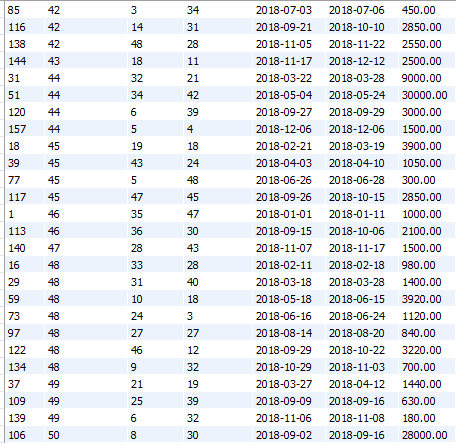 85 42 3 34 2018-07-03 2018-07-06 450.00
116 42 14 31 2018-09-21 2018-10-10 2850.00
138 42 48 28 2018-11-05 2018-11-22 2550.00
144 43 18 11 2018-11-17 2018-12-12 2500.00
31 44 32 21 2018-03-22 2018-03-28 9000.00
51 44 34 42 2018-05-04 2018-05-24 30000.00
120 44 6 39 2018-09-27 2018-09-29 3000.00
157 44 5 4 2018-12-06 2018-12-06 1500.00
18 45 19 18 2018-02-21 2018-03-19 3900.00
39 45 43 24 2018-04-03 2018-04-10 1050.00
77 45 5 48 2018-06-26 2018-06-28 300.00
117 45 47 45 2018-09-26 2018-10-15 2850.00
1 46 35 47 2018-01-01 2018-01-11 1000.00
113 46 36 30 2018-09-15 2018-10-06 2100.00
140 47 28 43 2018-11-07 2018-11-17 1500.00
16 48 33 28 2018-02-11 2018-02-18 980.00
29 48 31 40 2018-03-18 2018-03-28 1400.00
59 48 10 18 2018-05-18 2018-06-15 3920.00
73 48 24 3 2018-06-16 2018-06-24 1120.00
97 48 27 27 2018-08-14 2018-08-20 840.00
122 48 46 12 2018-09-29 2018-10-22 3220.00
134 48 9 32 2018-10-29 2018-11-03 700.00
37 49 21 19 2018-03-27 2018-04-12 1440.00
109 49 25 39 2018-09-09 2018-09-16 630.00
139 49 6 32 2018-11-06 2018-11-08 180.00
106 50 8 30 2018-09-02 2018-09-16 28000.00